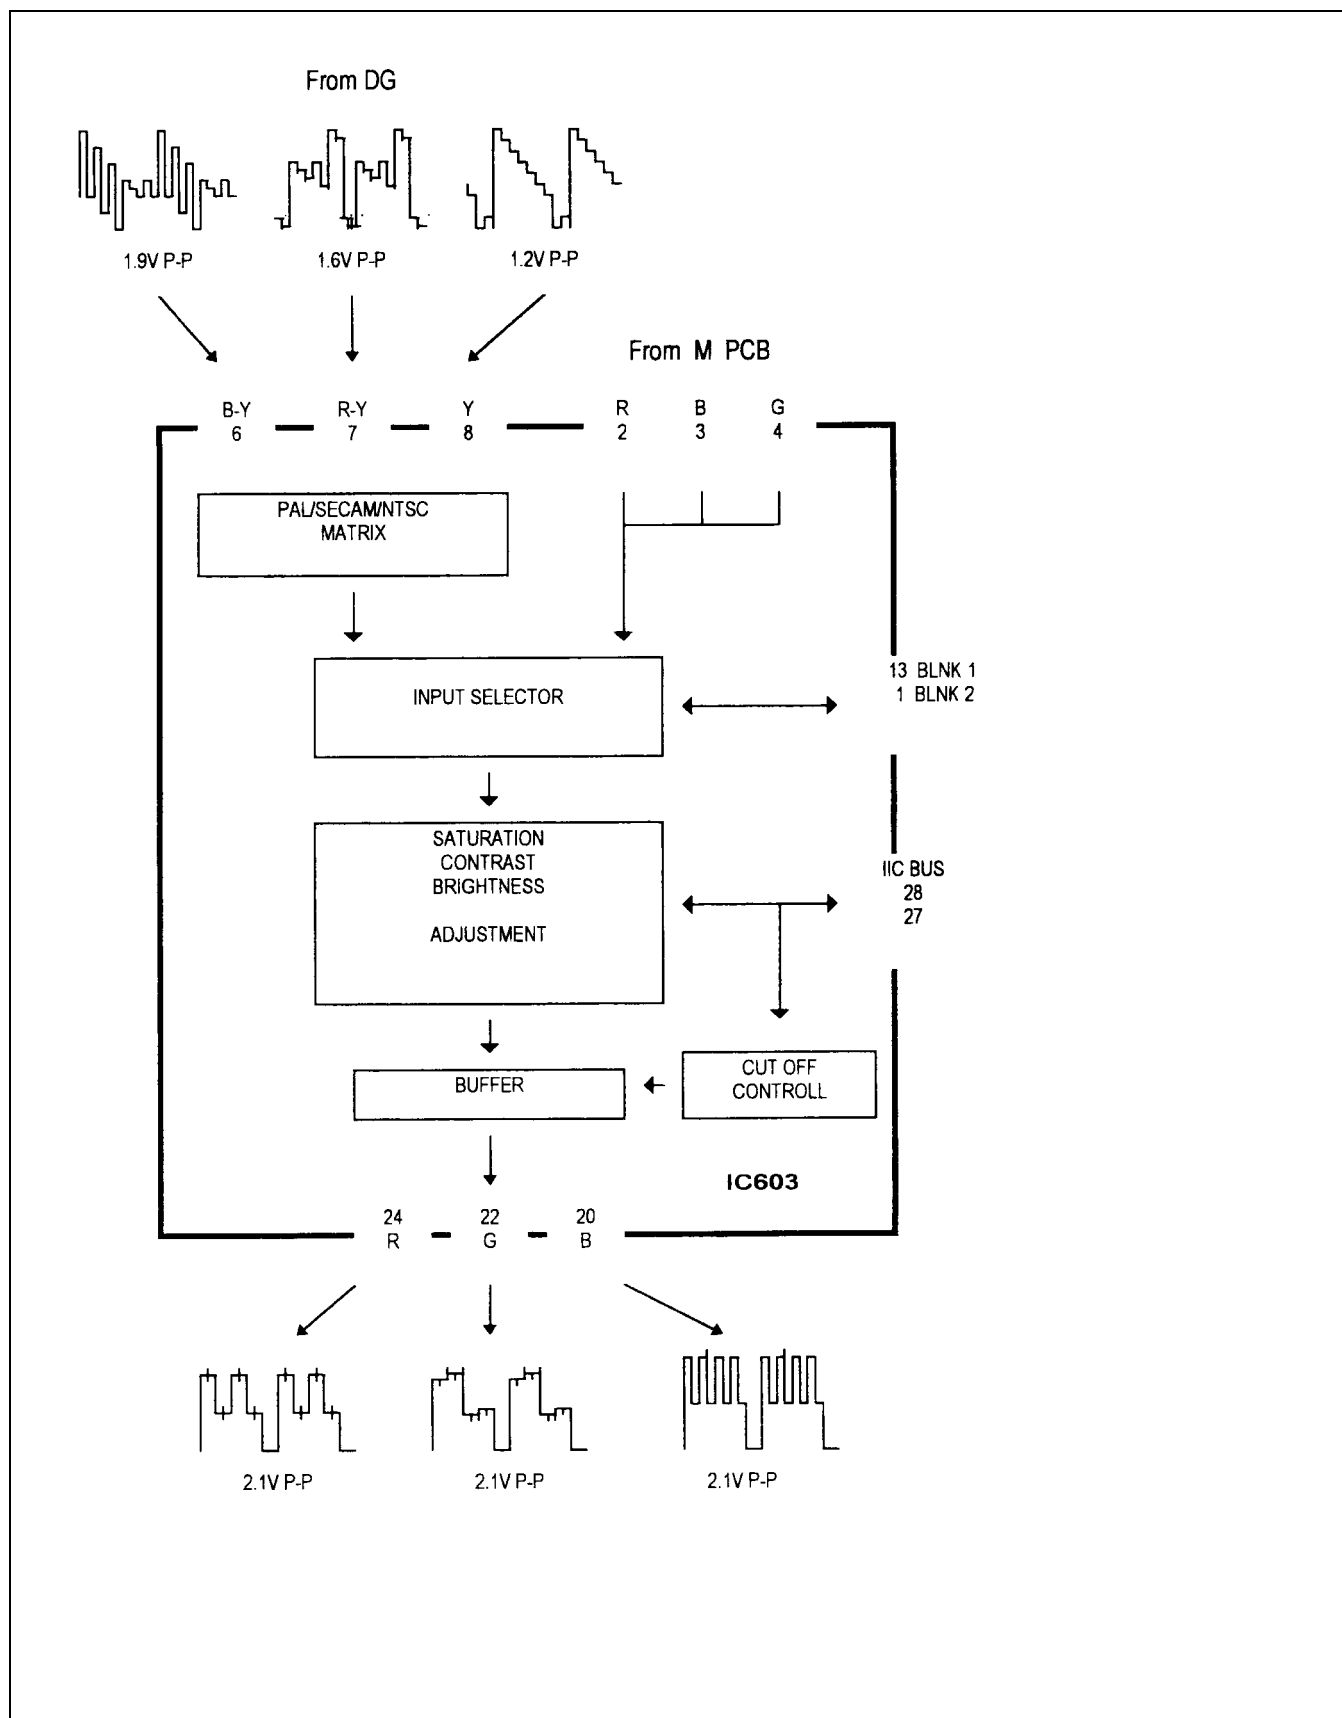 From DG
1.9V P-P
1.6V P-P
1.2V P-P
From M PCB
B-Y
R-Y
Y
R
B
G
6
7
8
2
3
4
PAL/SECAM/NTSC
MATRIX
INPUT SELECTOR
13 BLNK 1
1 BLNK 2
SATURATION
CONTRAST
BRIGHTNESS
ADJUSTMENT
IIC BUS
28
27
BUFFER
CUT OFF
CONTROLL
IC603
24
22
20
R
G
B
2.1V P-P
2.1V P-P
2.1V P-P